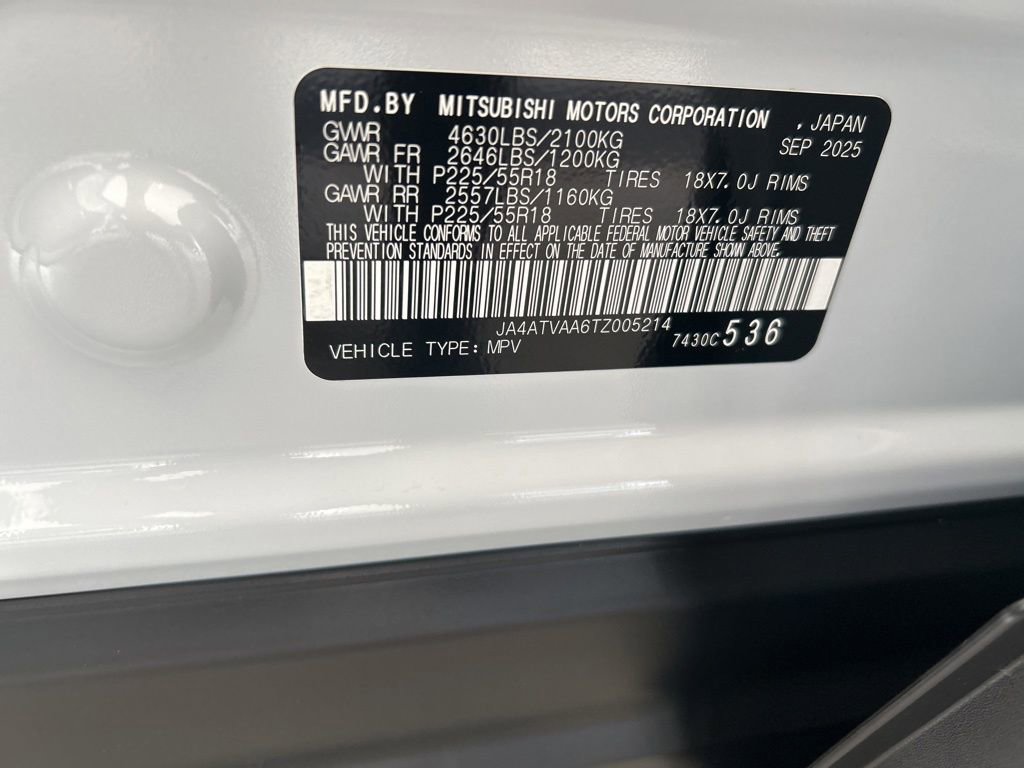 MFD.BY MITSUBISHI MOTORS CORPORATION , JAPAN
SEP 2025
GVWR 4630LBS/2100KG
GAWR FR 2646LBS/1200KG
WITH P225/55R18 TIRES 18X7.0J RIMS
GAWR RR 2557LBS/1160KG
WITH P225/55R18 TIRES 18X7.0J RIMS
THIS VEHICLE CONFORMS TO ALL APPLICABLE FEDERAL MOTOR VEHICLE SAFETY AND THEFT
PREVENTION STANDARDS IN EFFECT ON THE DATE OF MANUFACTURE SHOWN ABOVE.
JA4ATVAA6TZ005214
7430C 536
VEHICLE TYPE: MPV